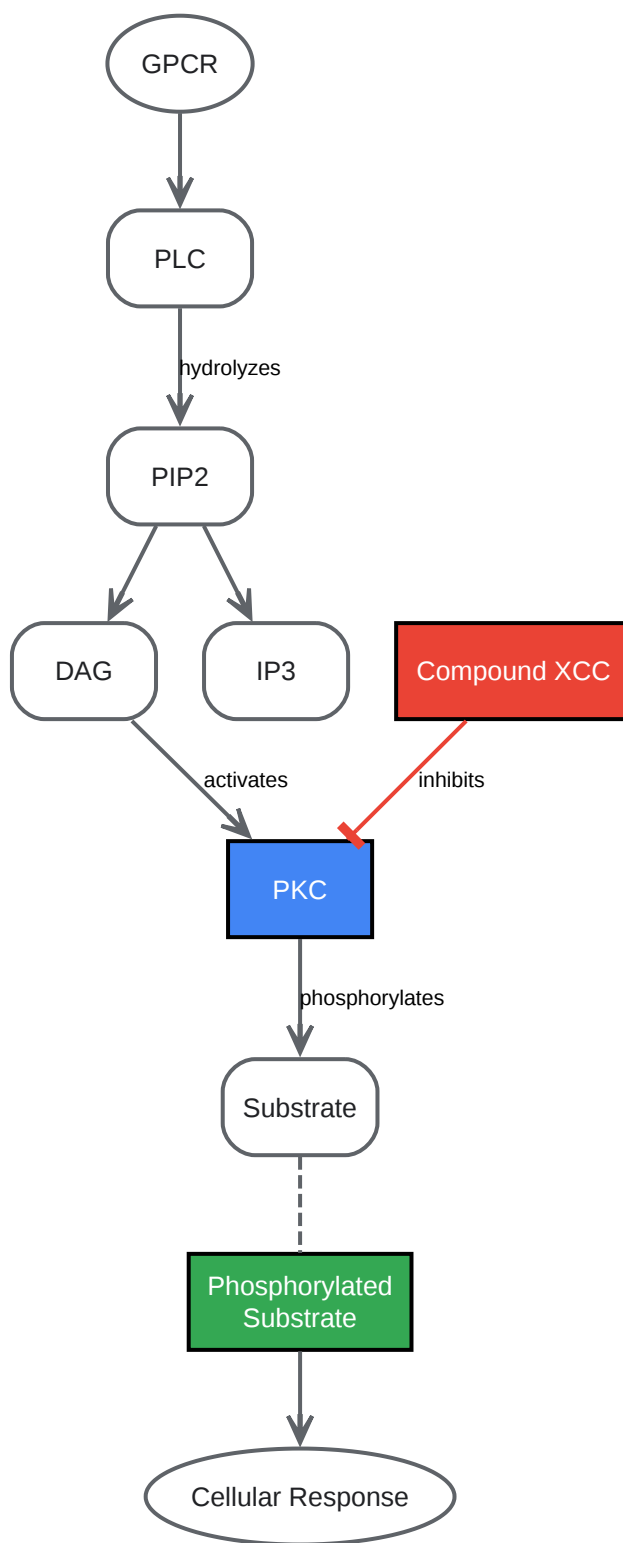 GPCR
PLC
hydrolyzes
PIP2
DAG
IP3
Compound XCC
activates
inhibits
PKC
phosphorylates
Substrate
Phosphorylated
Substrate
Cellular Response